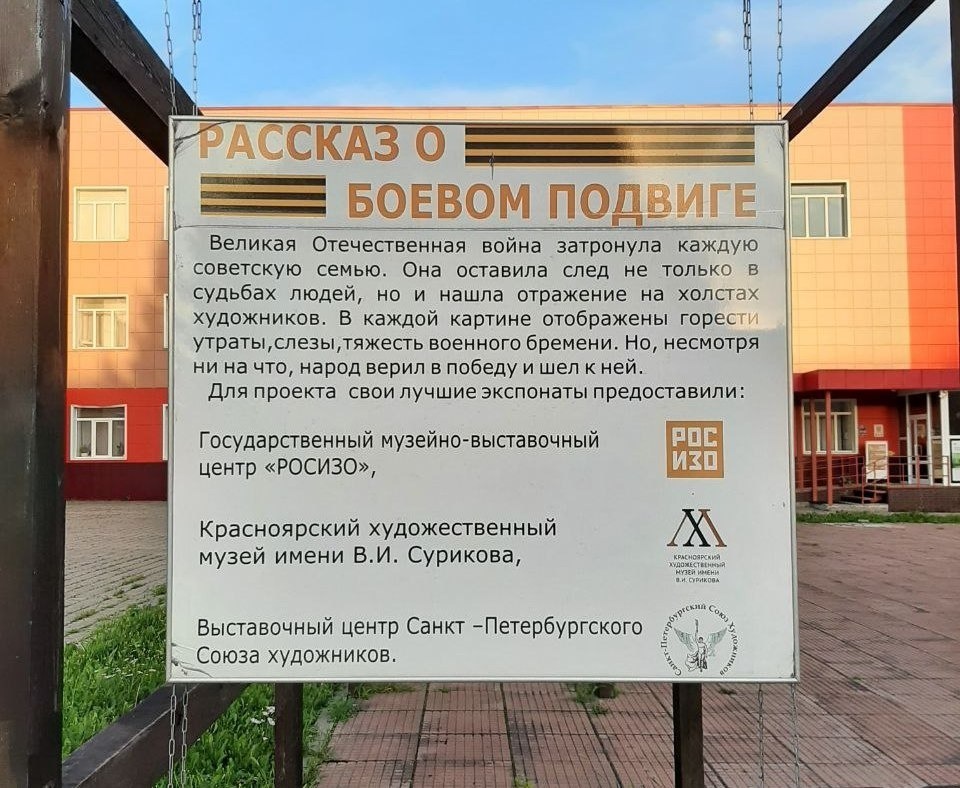 РАССКАЗ О
БОЕВОМ ПОДВИГЕ
Великая Отечественная война затронула каждую
советскую семью. Она оставила след не только в
судьбах людей, но и нашла отражение на холстах
художников. В каждой картине отображены горести
утраты,слезы,тяжесть военного бремени. Но, несмотря
ни на что, народ верил в победу и шел к ней.
Для проекта свои лучшие экспонаты предоставили:
Государственный музейно-выставочный
центр «РОСИЗО»,
РОС
ИЗО
Красноярский художественный
музей имени В.И. Сурикова,
КРАСНОЯРСКИЙ
ХУДОЖЕСТВЕННЫЙ
МУЗЕЙ ИМЕНИ
В.И. СУРИКОВА
Выставочный центр Санкт –Петербургского
Союза художников.
Санкт-Петербургский Союз Художников